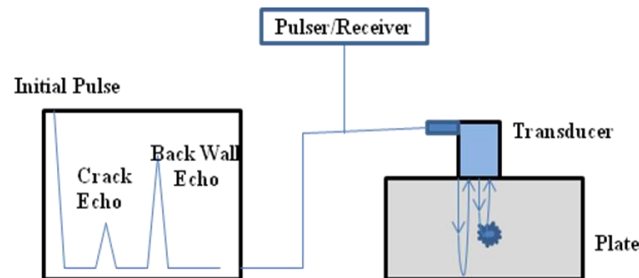 Pulser/Receiver
Initial Pulse
Transducer
Back Wall
Echo
Crack
Echo
Plate